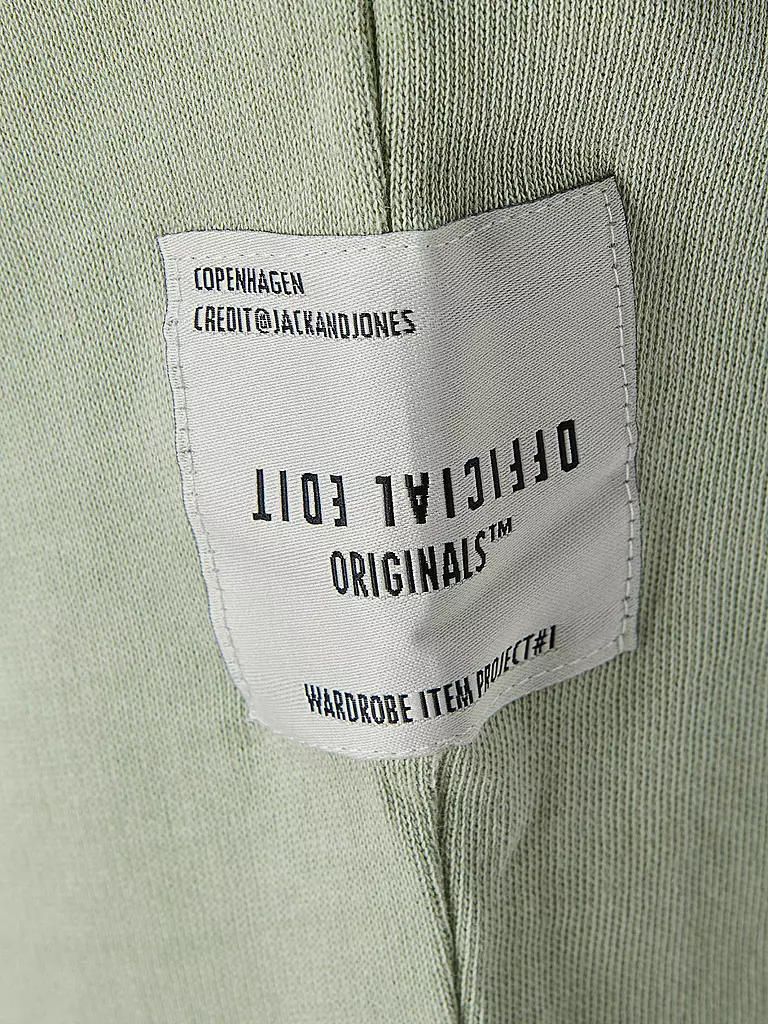 COPENHAGEN
CREDIT@JACKANDJONES
OFFICIAL EDIT
ORIGINALS™
WARDROBE ITEM PROJECT#1